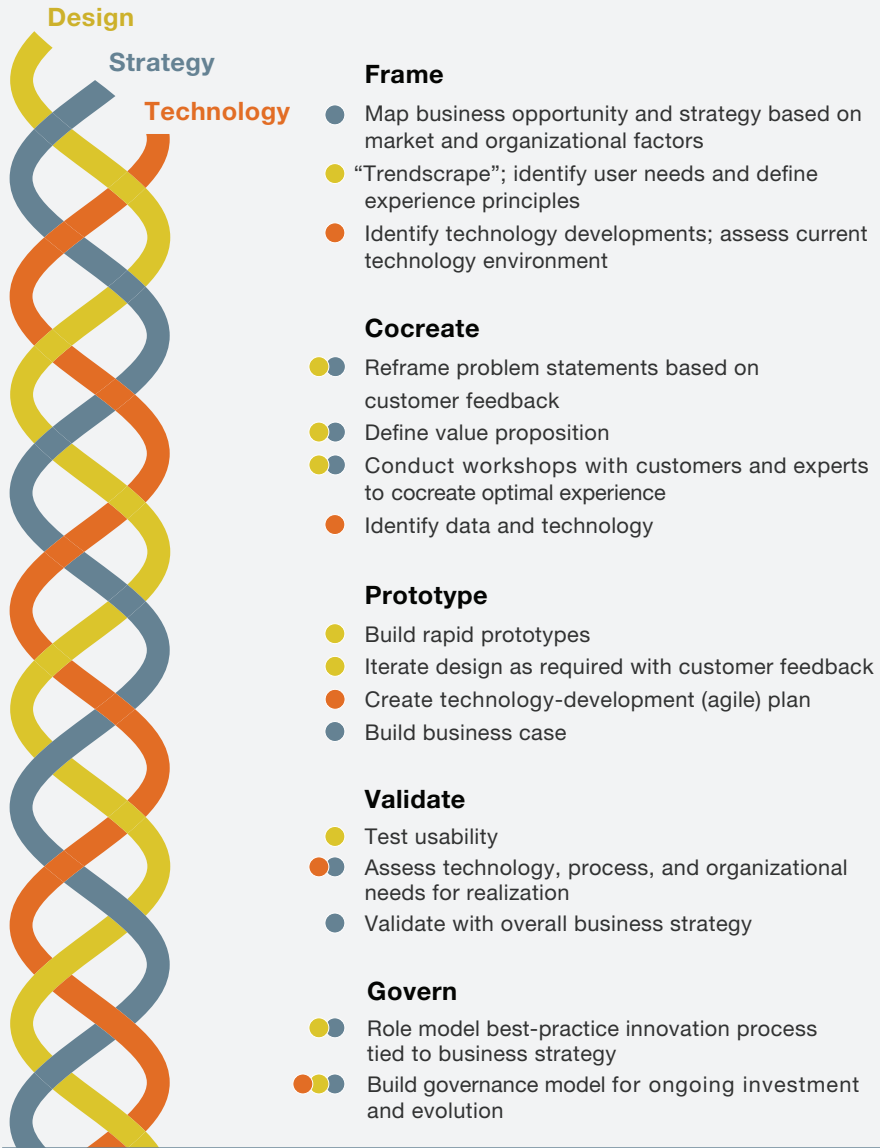 Design
Strategy
Technology
Frame
Map business opportunity and strategy based on
market and organizational factors
“Trendscrape”; identify user needs and define
experience principles
Identify technology developments; assess current
technology environment
Cocreate
Reframe problem statements based on
customer feedback
Define value proposition
Conduct workshops with customers and experts
to cocreate optimal experience
Identify data and technology
Prototype
Build rapid prototypes
Iterate design as required with customer feedback
Create technology-development (agile) plan
Build business case
Validate
Test usability
Assess technology, process, and organizational
needs for realization
Validate with overall business strategy
Govern
Role model best-practice innovation process
tied to business strategy
Build governance model for ongoing investment
and evolution